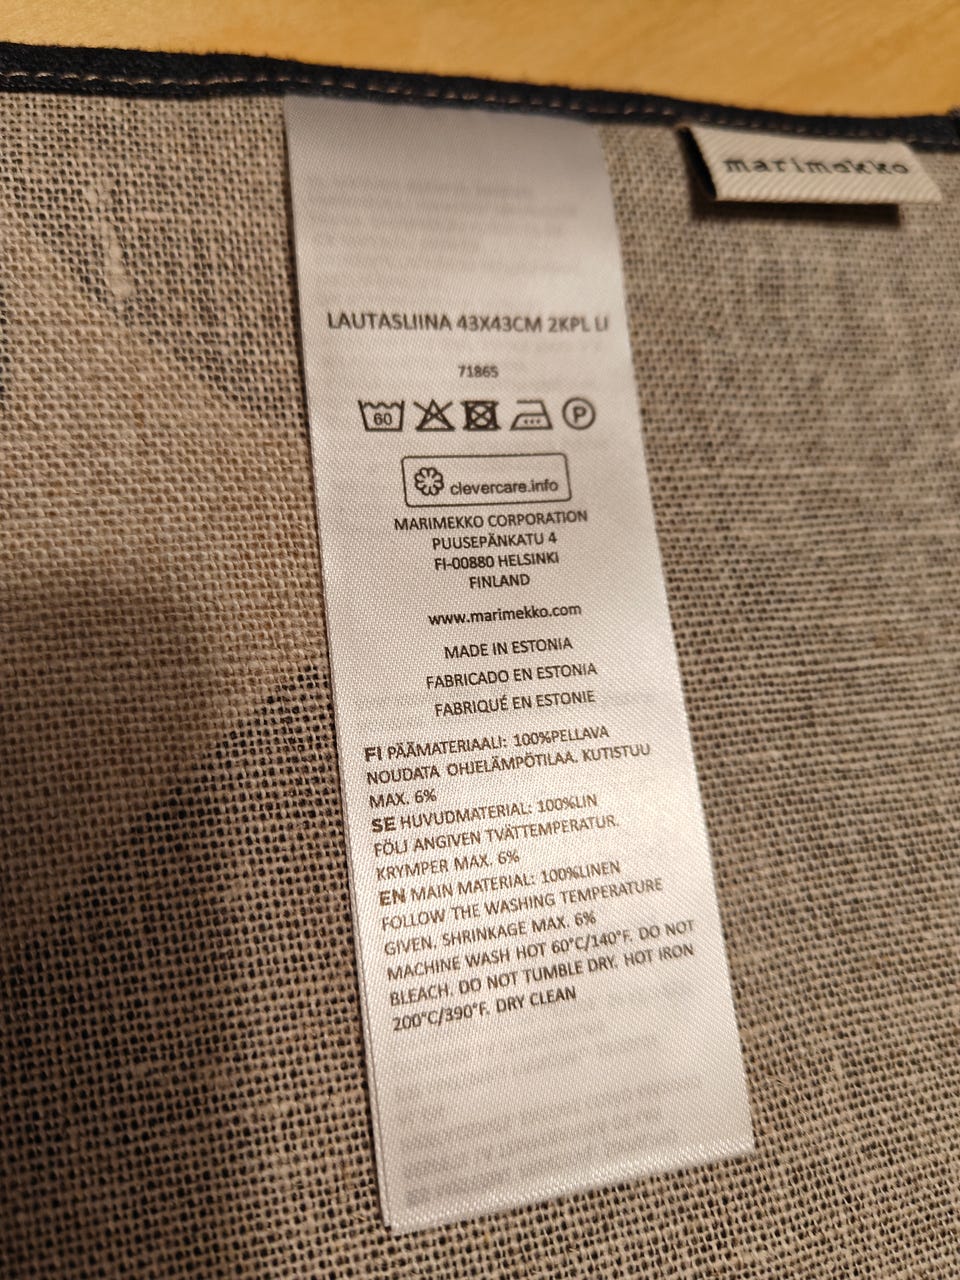 marimekko
LAUTASLIINA 43X43CM 2KPL LI
71865
60
P
clevercare.info
MARIMEKKO CORPORATION
PUUSEPÄNKATU 4
FI-00880 HELSINKI
FINLAND
www.marimekko.com
MADE IN ESTONIA
FABRICADO EN ESTONIA
FABRIQUÉ EN ESTONIE
FI PÄÄMATERIAALI: 100%PELLAVA
NOUDATA OHJELÄMPÖTILAA. KUTISTUU
MAX. 6%
SE HUVUDMATERIAL: 100%LIN
FÖLJ ANGIVEN TVÄTTEMPERATUR.
KRYMPER MAX. 6%
EN MAIN MATERIAL: 100%LINEN
FOLLOW THE WASHING TEMPERATURE
GIVEN. SHRINKAGE MAX. 6%
MACHINE WASH HOT 60°C/140°F. DO NOT
BLEACH. DO NOT TUMBLE DRY. HOT IRON
200°C/390°F. DRY CLEAN